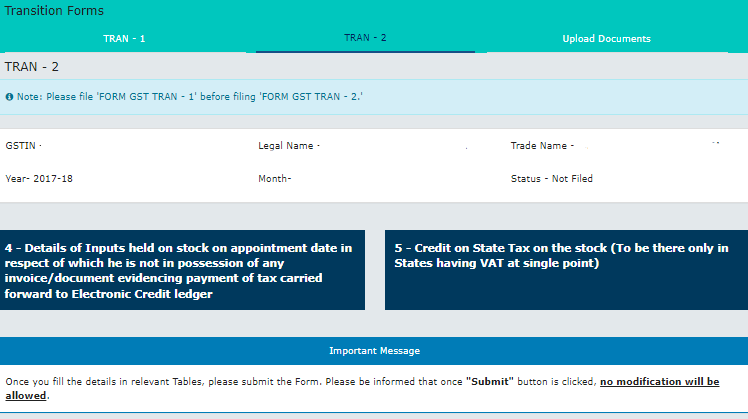 Transition Forms
TRAN - 1
TRAN - 2
Upload Documents
TRAN - 2
Note: Please file 'FORM GST TRAN - 1' before filing 'FORM GST TRAN - 2.'
GSTIN -
Legal Name -
Trade Name -
Year- 2017-18
Month-
Status - Not Filed
4 - Details of Inputs held on stock on appointment date in
respect of which he is not in possession of any
invoice/document evidencing payment of tax carried
forward to Electronic Credit ledger
5 - Credit on State Tax on the stock (To be there only in
States having VAT at single point)
Important Message
Once you fill the details in relevant Tables, please submit the Form. Please be informed that once "Submit" button is clicked, no modification will be
allowed.